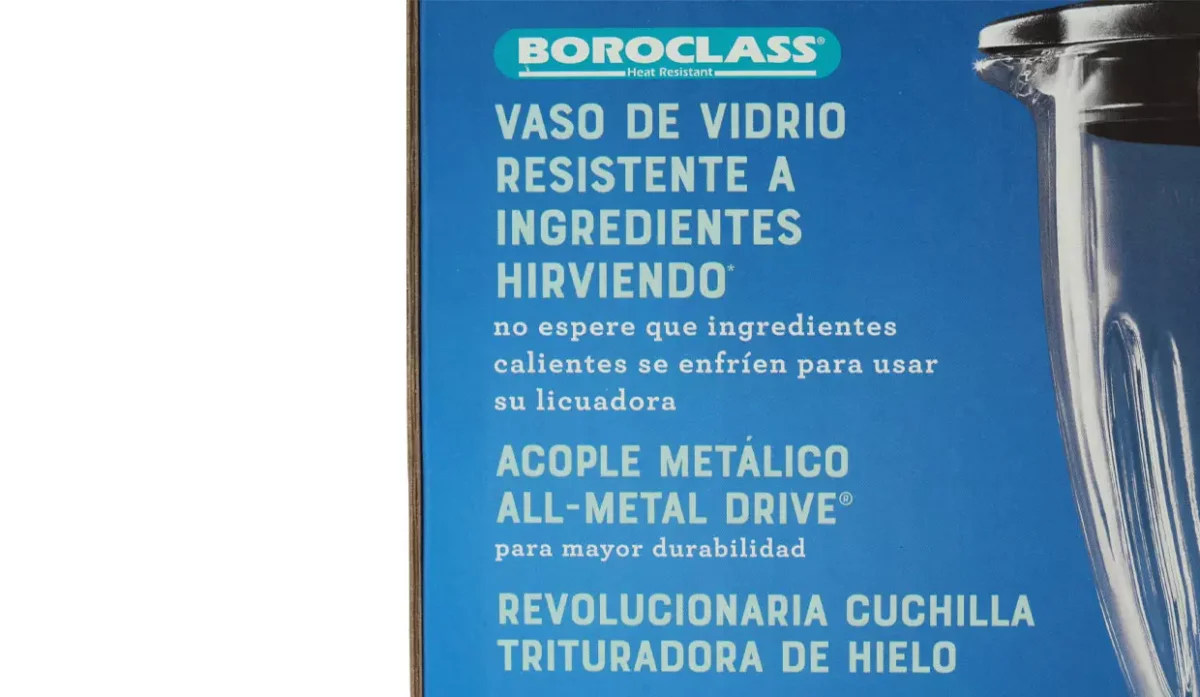 BOROCLASS®
Heat Resistant
VASO DE VIDRIO
RESISTENTE A
INGREDIENTES
HIRVIENDO*
no espere que ingredientes
calientes se enfríen para usar
su licuadora
ACOPLE METÁLICO
ALL-METAL DRIVE®
para mayor durabilidad
REVOLUCIONARIA CUCHILLA
TRITURADORA DE HIELO